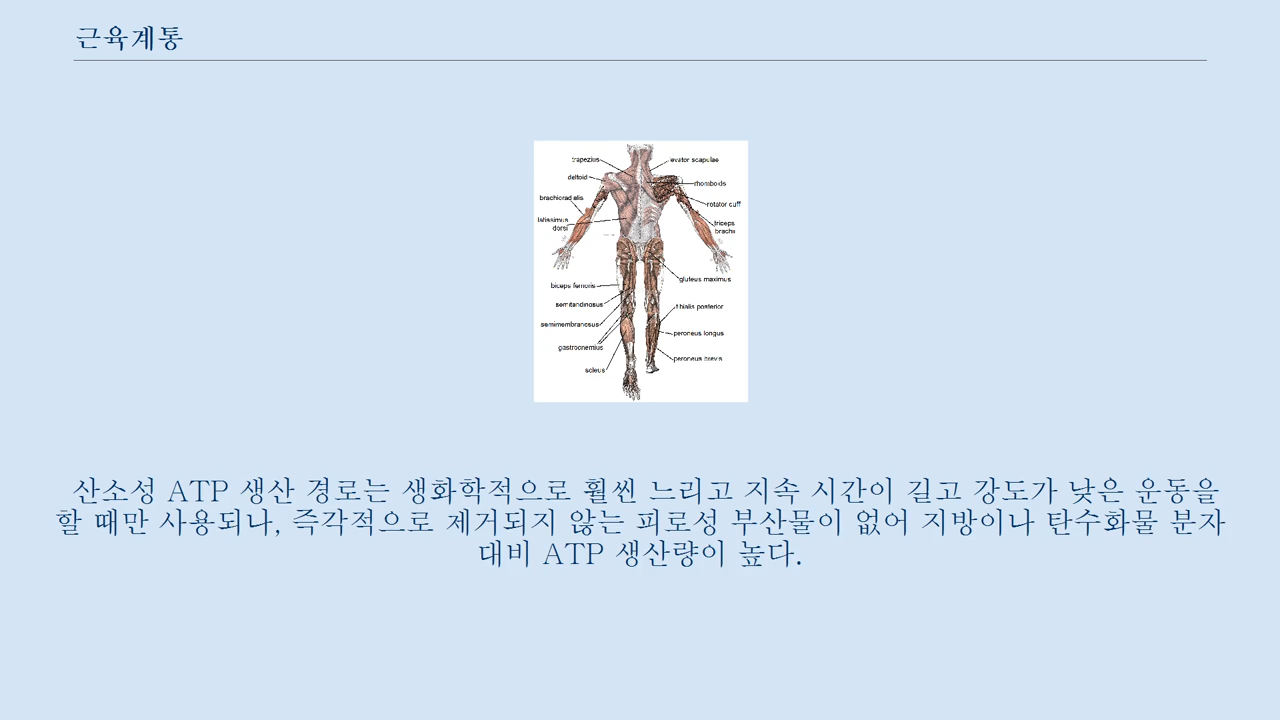 근육계통
trapezius
levator scapulae
deltoid
rhomboids
brachioradialis
rotator cuff
latissimus
dorsi
triceps
brachii
gluteus maximus
biceps femoris
semitandinosus
tibialis posterior
semimembranosus
peroneus longus
gastrocnemius
peroneus brevis
soleus
산소성 ATP 생산 경로는 생화학적으로 훨씬 느리고 지속 시간이 길고 강도가 낮은 운동을
할 때만 사용되나, 즉각적으로 제거되지 않는 피로성 부산물이 없어 지방이나 탄수화물 분자
대비 ATP 생산량이 높다.